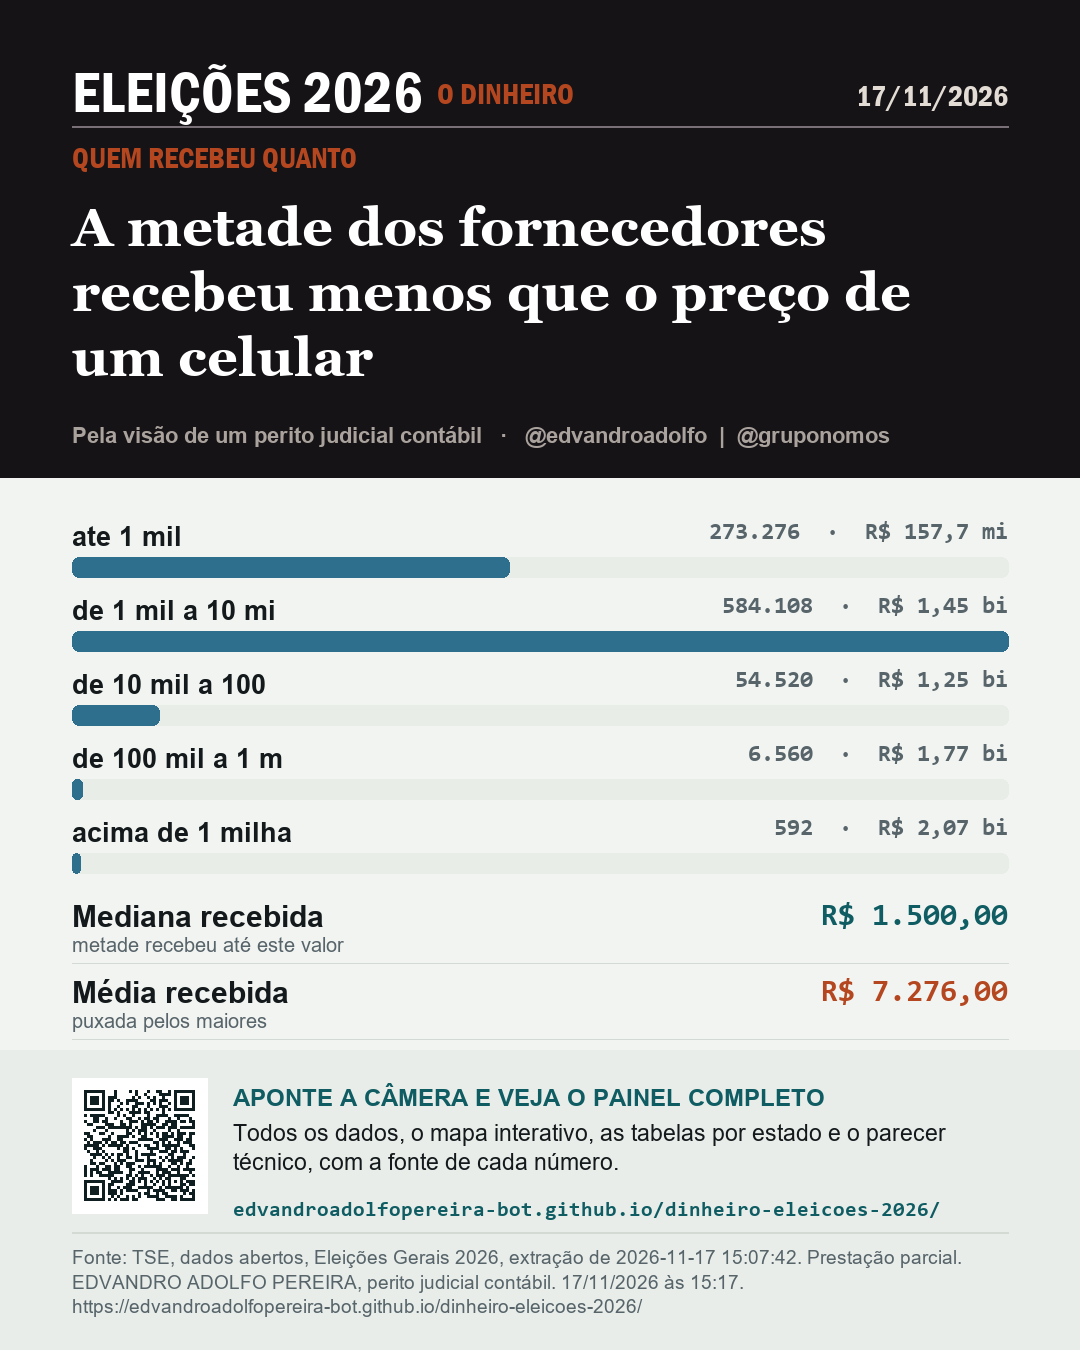 ELEIÇÕES 2026 O DINHEIRO 17/11/2026
QUEM RECEBEU QUANTO
A metade dos fornecedores
recebeu menos que o preço de
um celular
Pela visão de um perito judicial contábil · @edvandroadolfo | @gruponomos
ate 1 mil 273.276 · R$ 157,7 mi
de 1 mil a 10 mi 584.108 · R$ 1,45 bi
de 10 mil a 100 54.520 · R$ 1,25 bi
de 100 mil a 1 m 6.560 · R$ 1,77 bi
acima de 1 milha 592 · R$ 2,07 bi
Mediana recebida R$ 1.500,00
metade recebeu até este valor
Média recebida R$ 7.276,00
puxada pelos maiores
APONTE A CÂMERA E VEJA O PAINEL COMPLETO
Todos os dados, o mapa interativo, as tabelas por estado e o parecer
técnico, com a fonte de cada número.
edvandroadolfopereira-bot.github.io/dinheiro-eleicoes-2026/
Fonte: TSE, dados abertos, Eleições Gerais 2026, extração de 2026-11-17 15:07:42. Prestação parcial.
EDVANDRO ADOLFO PEREIRA, perito judicial contábil. 17/11/2026 às 15:17.
https://edvandroadolfopereira-bot.github.io/dinheiro-eleicoes-2026/